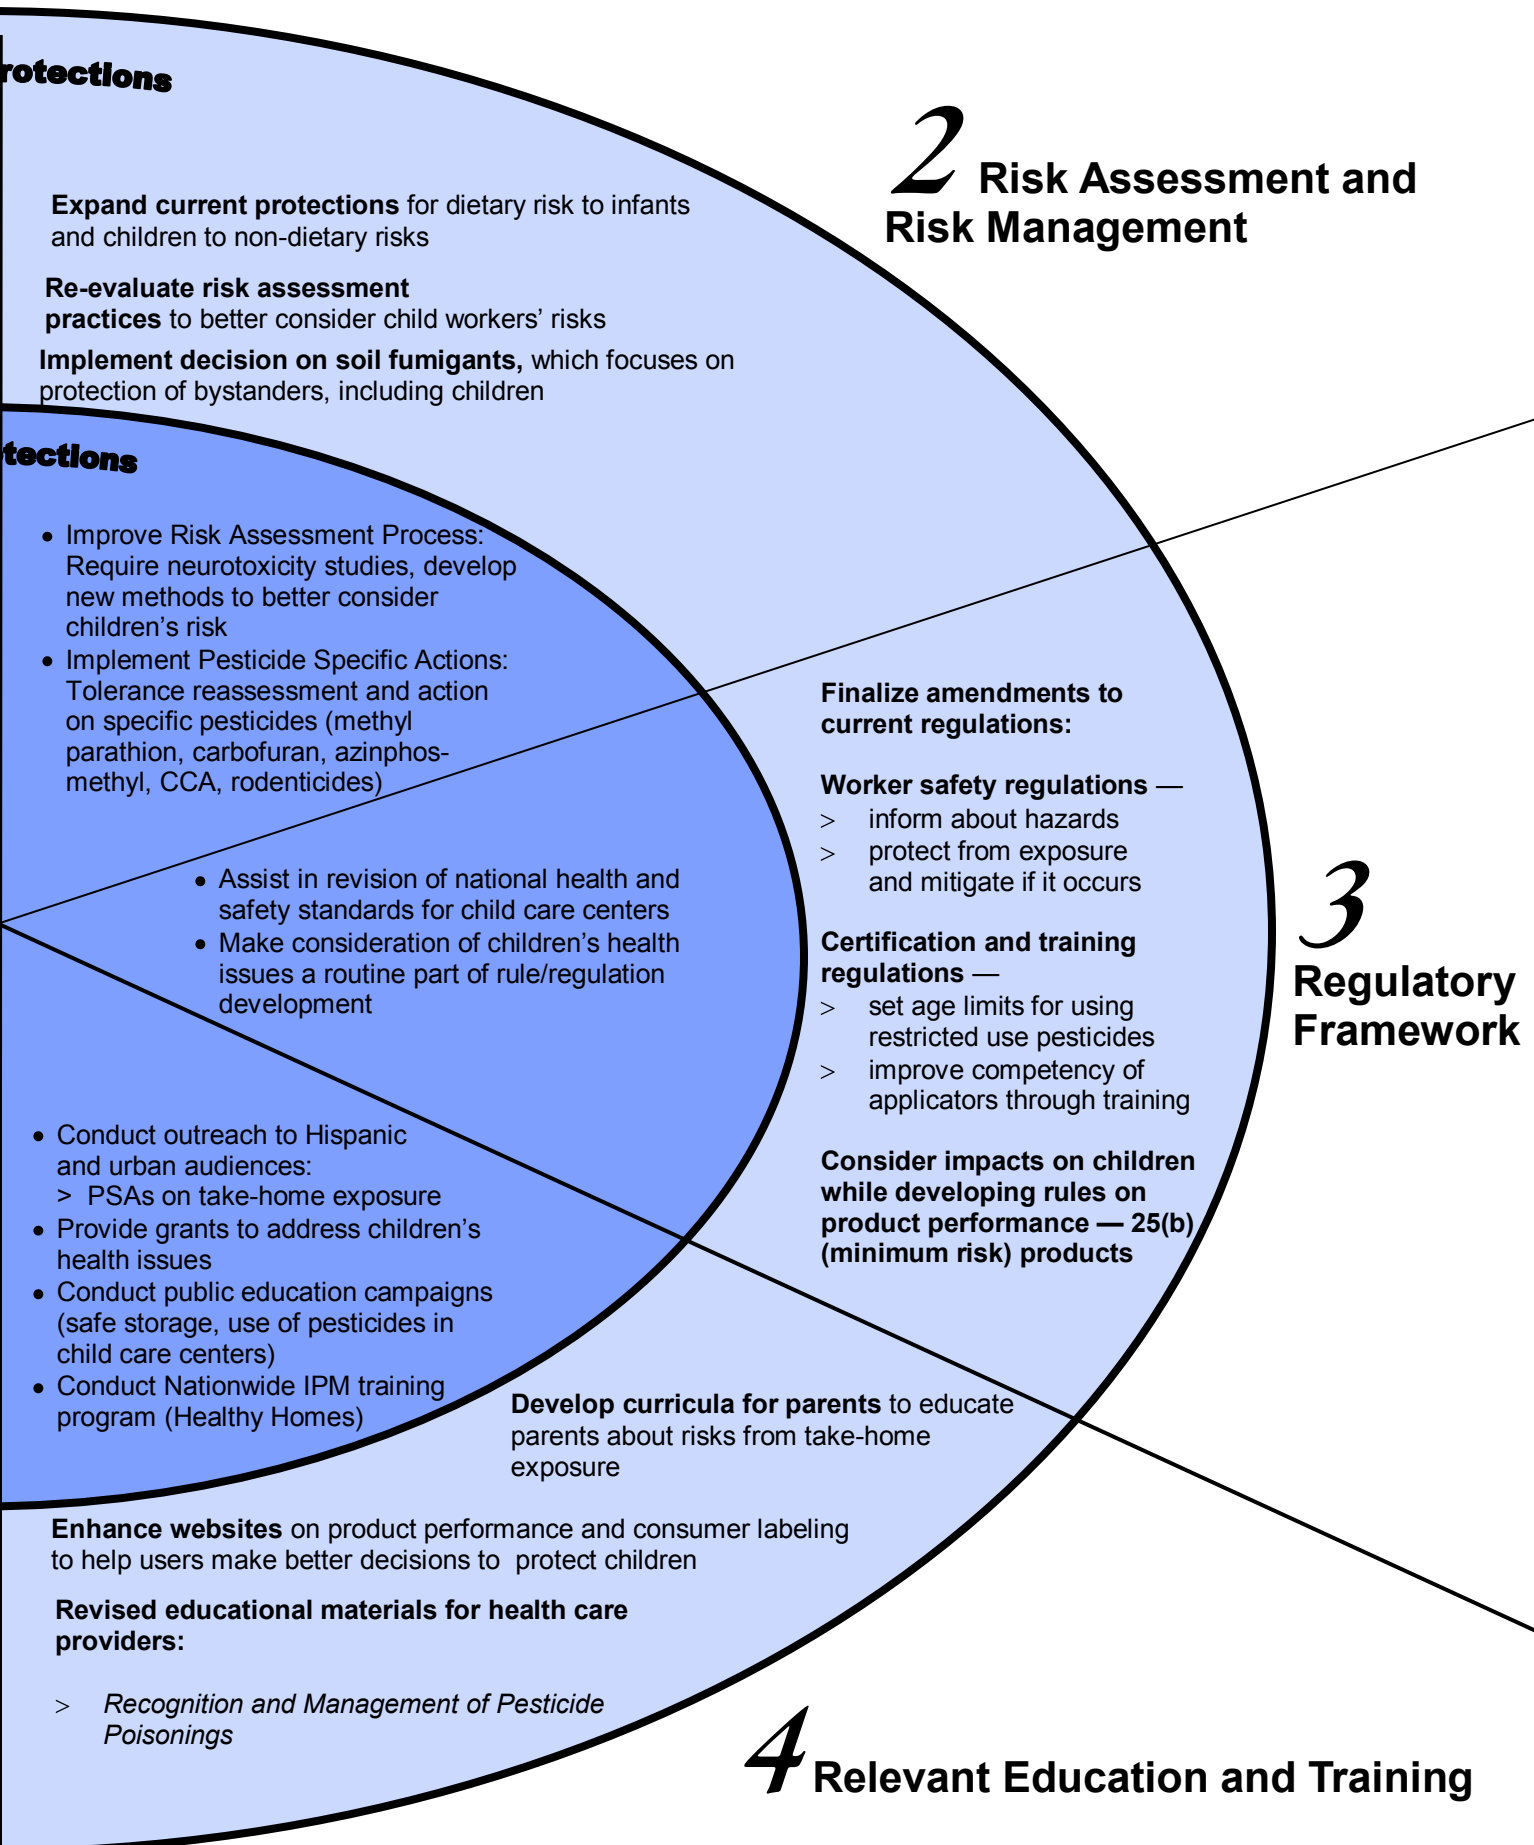 rotections
2 Risk Assessment and
Risk Management
Expand current protections for dietary risk to infants
and children to non-dietary risks
Re-evaluate risk assessment
practices to better consider child workers’ risks
Implement decision on soil fumigants, which focuses on
protection of bystanders, including children
tections
• Improve Risk Assessment Process:
Require neurotoxicity studies, develop
new methods to better consider
children’s risk
• Implement Pesticide Specific Actions:
Tolerance reassessment and action
on specific pesticides (methyl
parathion, carbofuran, azinphos-
methyl, CCA, rodenticides)
• Assist in revision of national health and
safety standards for child care centers
• Make consideration of children’s health
issues a routine part of rule/regulation
development
Finalize amendments to
current regulations:
Worker safety regulations —
> inform about hazards
> protect from exposure
and mitigate if it occurs
Certification and training
regulations —
> set age limits for using
restricted use pesticides
> improve competency of
applicators through training
Consider impacts on children
while developing rules on
product performance — 25(b)
(minimum risk) products
3
Regulatory
Framework
• Conduct outreach to Hispanic
and urban audiences:
> PSAs on take-home exposure
• Provide grants to address children’s
health issues
• Conduct public education campaigns
(safe storage, use of pesticides in
child care centers)
• Conduct Nationwide IPM training
program (Healthy Homes)
Develop curricula for parents to educate
parents about risks from take-home
exposure
Enhance websites on product performance and consumer labeling
to help users make better decisions to protect children
Revised educational materials for health care
providers:
> Recognition and Management of Pesticide
Poisonings
4 Relevant Education and Training